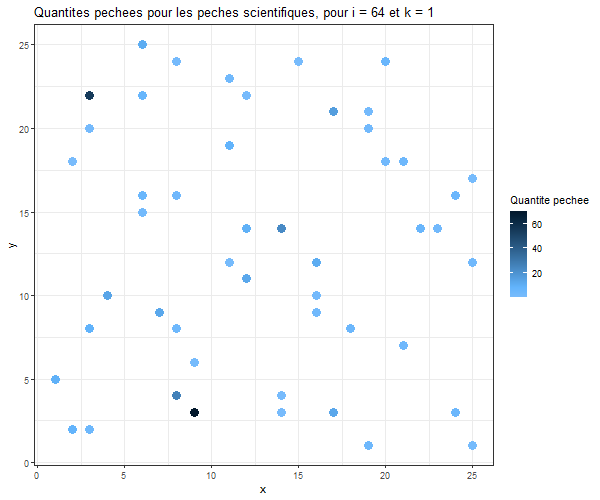 Quantites pechees pour les peches scientifiques, pour i = 64 et k = 1
25
20
15
10
5
0
y
0 5 10 15 20 25
x
Quantite pechee
60
40
20